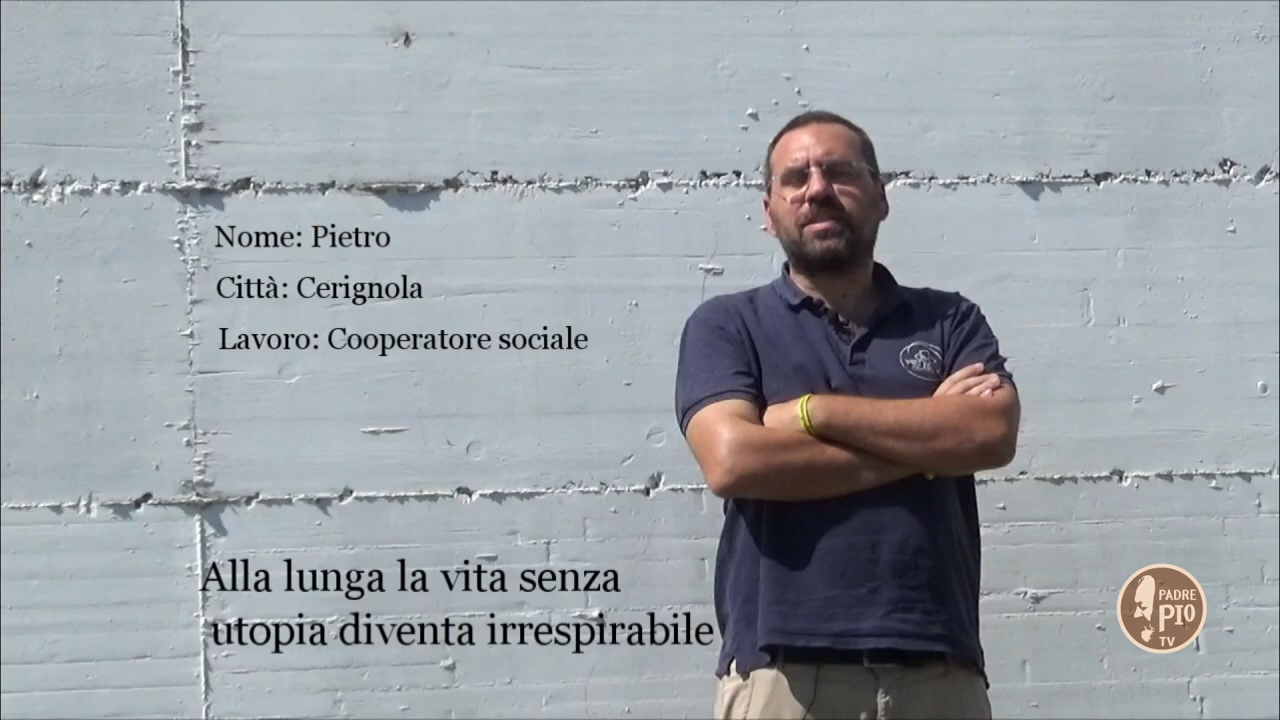 Nome: Pietro
Città: Cerignola
Lavoro: Cooperatore sociale
Alla lunga la vita senza
utopia diventa irrespirabile
PADRE
PIO
TV